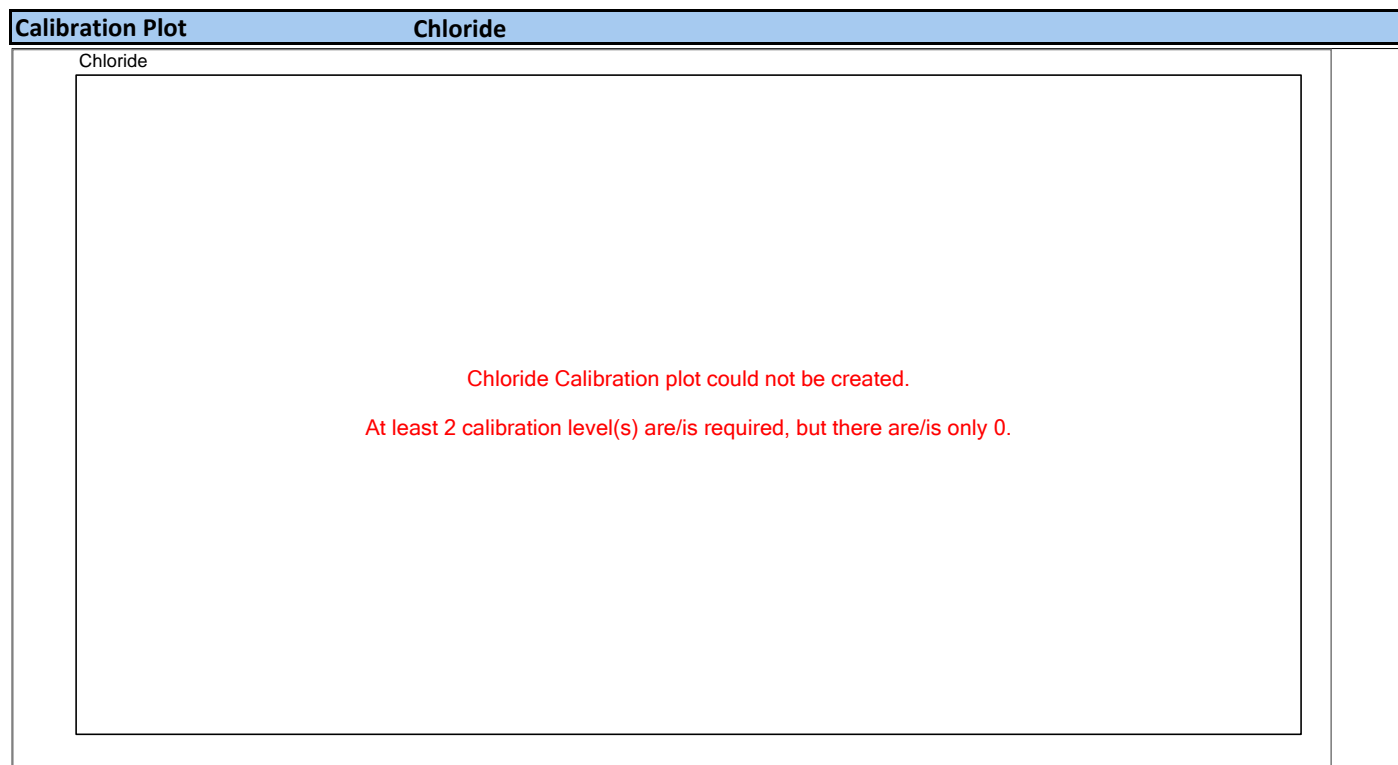 Calibration Plot Chloride
Chloride
Chloride Calibration plot could not be created.
At least 2 calibration level(s) are/is required, but there are/is only 0.